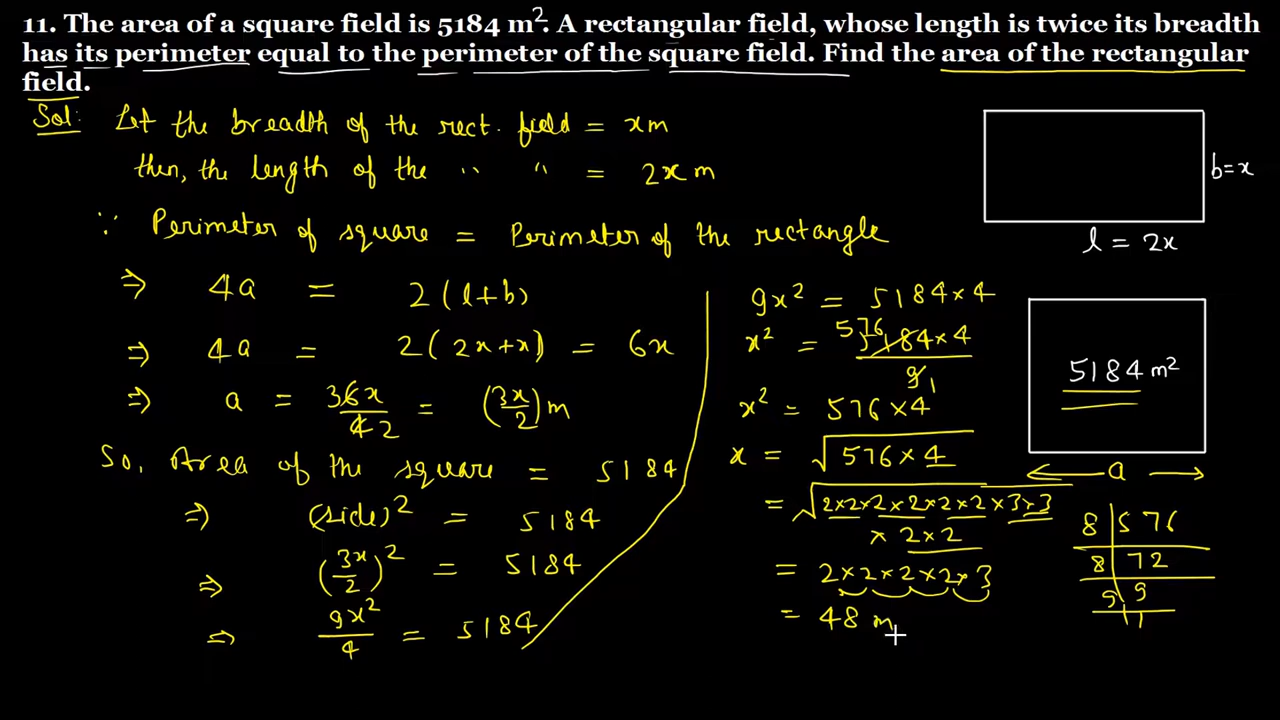 11. The area of a square field is 5184 m². A rectangular field, whose length is twice its breadth
has its perimeter equal to the perimeter of the square field. Find the area of the rectangular
field.
Sol: Let the breadth of the rect. field = xm
then, the length of the " " = 2x m
∵ Perimeter of square = Perimeter of the rectangle
⇒ 4a = 2(l+b)
⇒ 4a = 2(2x+x) = 6x
⇒ a = 36x/42 = (3x/2)m
So, Area of the square = 5184
⇒ (side)² = 5184
⇒ (3x/2)² = 5184
⇒ 9x²/4 = 5184
9x² = 5184×4
x² = 576 5184×4/9 1
x² = 576×4
x = √576×4
= √2×2×2×2×2×2×3×3
× 2×2
= 2×2×2×2×3
= 48 m
b=x
l = 2x
5184 m²
a
8 | 576
8 | 72
9 | 9
1